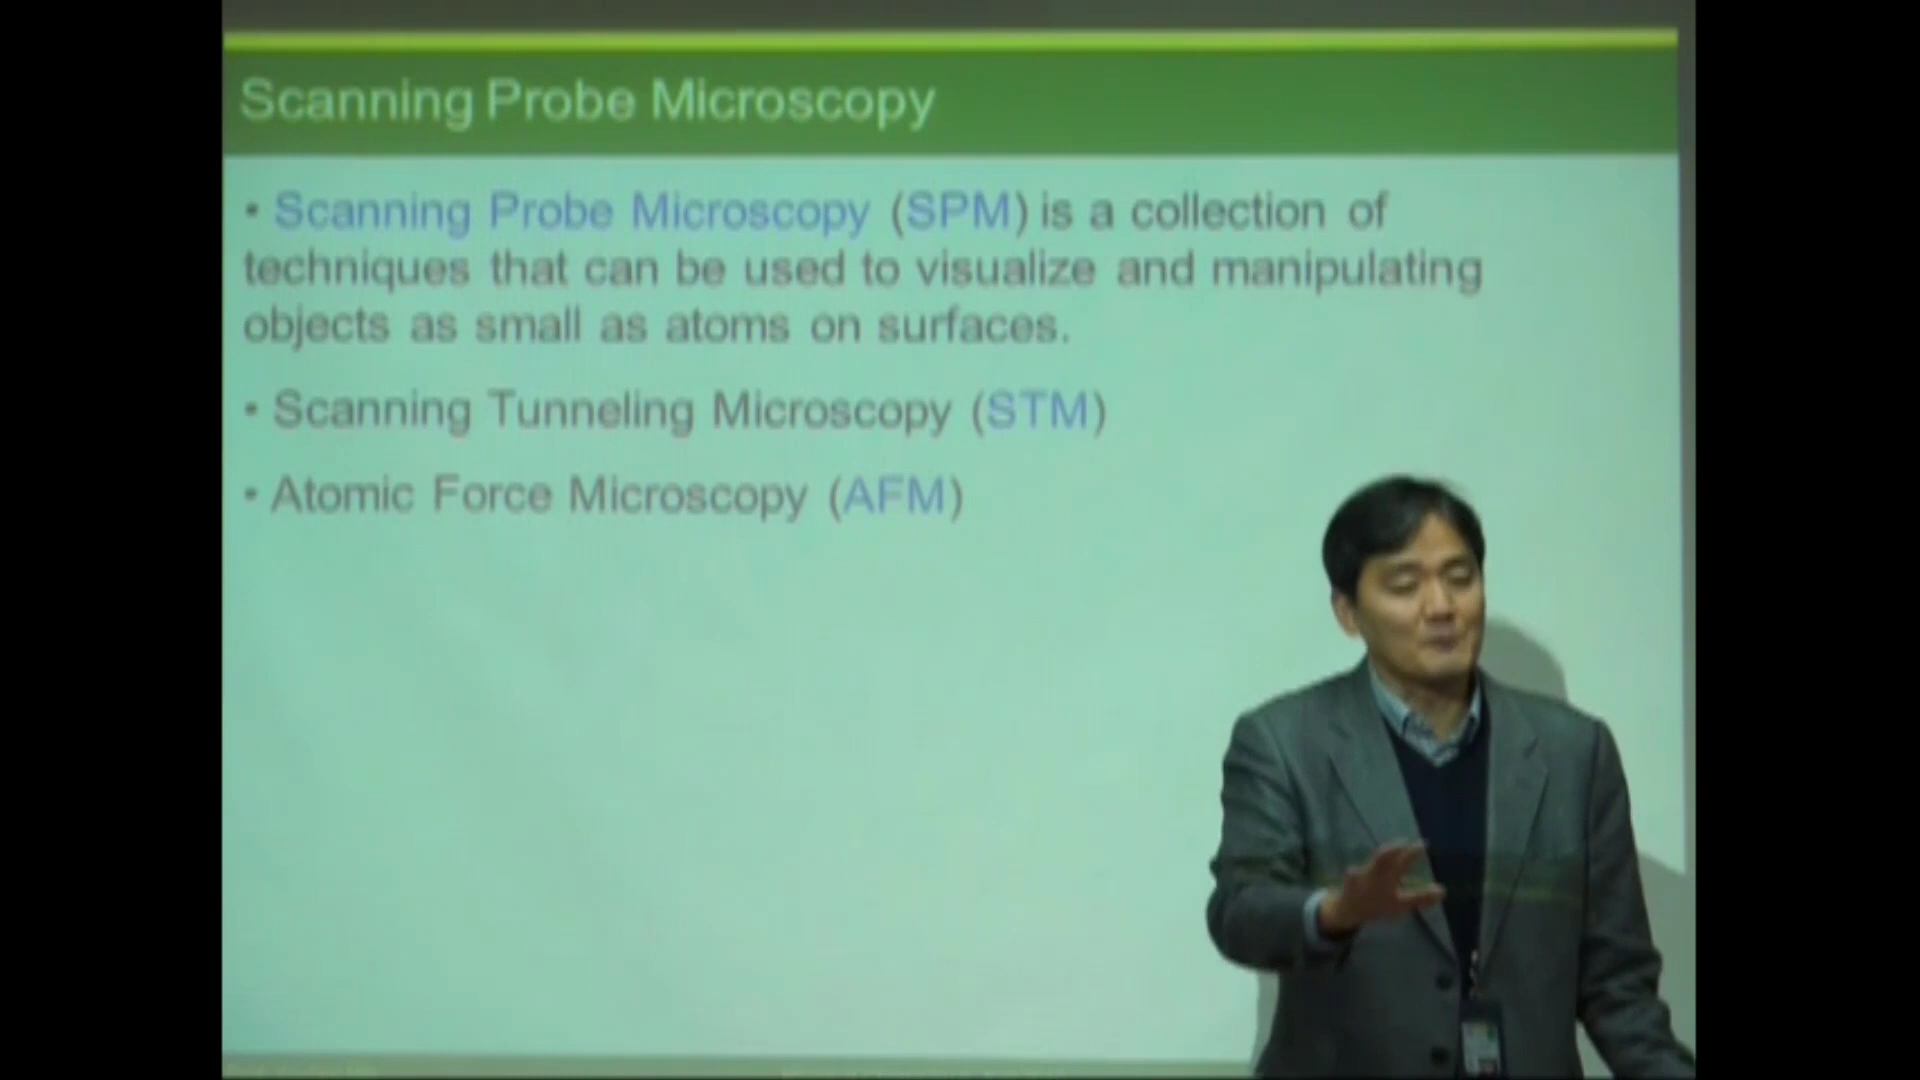 Scanning Probe Microscopy
• Scanning Probe Microscopy (SPM) is a collection of
techniques that can be used to visualize and manipulating
objects as small as atoms on surfaces.
• Scanning Tunneling Microscopy (STM)
• Atomic Force Microscopy (AFM)